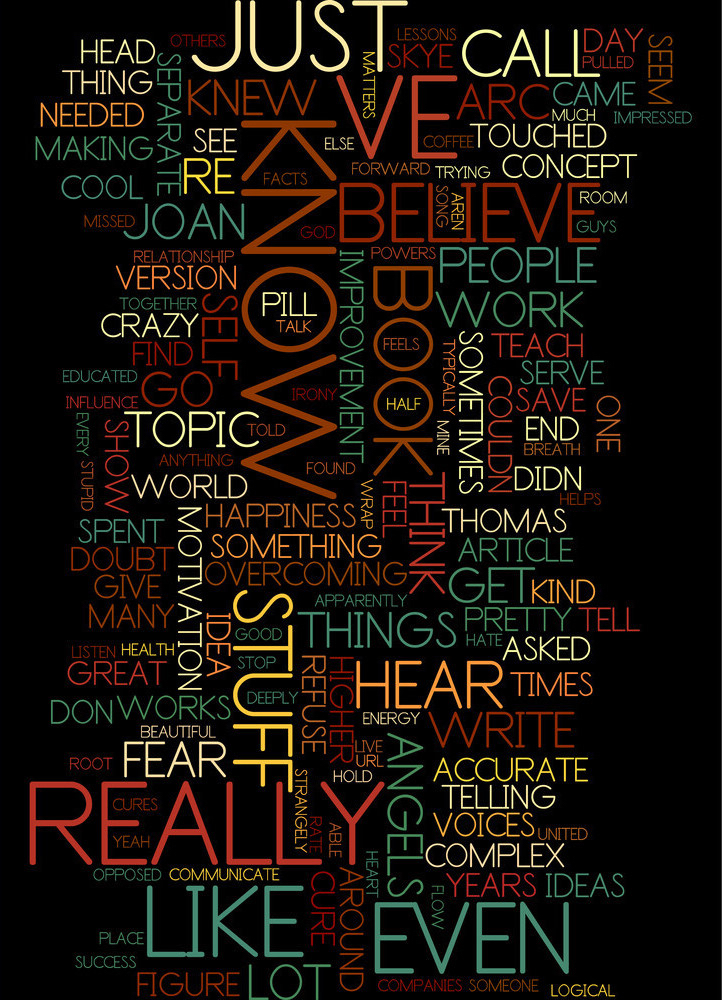 OTHERS
JUST
LESSONS
CALL
DAY
HEAD
SKYE
PULLED
SEEM
THING
SEPARATE
MATTERS
KNEW
VE
ARC
CAME
NEEDED
MUCH
IMPRESSED
MAKING
SEE
ELSE
COFFEE
TOUCHED
RE
KNOW
FACTS
FORWARD
TRYING
CONCEPT
COOL
BELIEVE
SONG
AREN
ROOM
MISSED
JOAN
GOD
GUYS
RELATIONSHIP
IMPROVEMENT
POWERS
PEOPLE
VERSION
BOOK
TOGETHER
SELF
PILL
TALK
WORK
CRAZY
FIND
FEELS
TYPICALLY
SOMETIMES
TEACH
EDUCATED
GO
SERVE
INFLUENCE
IRONY
HALF
COULDN
SAVE
ONE
EVERY
SHOW
TOPIC
TOLD
MINE
END
BREATH
STUPID
ANYTHING
FOUND
DIDN
WORLD
WRAP
FEEL
THINK
HELPS
SPENT
MOTIVATION
HAPPINESS
THOMAS
DOUBT
SOMETHING
ARTICLE
GIVE
OVERCOMING
GET
KIND
MANY
STUFF
APPARENTLY
PRETTY
TELL
IDEA
GOOD
THINGS
HATE
ASKED
LISTEN
HEALTH
STOP
REFUSE
HIGHER
GREAT
DEEPLY
HEAR
TIMES
DON
WORKS
ENERGY
WRITE
BEAUTIFUL
LIVE
ANGELS
ROOT
FEAR
URL
HOLD
ACCURATE
REALLY
CURES
STRANGELY
TELLING
YEAH
RATE
ABLE
VOICES
UNITED
COMPLEX
OPPOSED
COMMUNICATE
HEART
CURE
AROUND
YEARS
IDEAS
LIKE
FLOW
EVEN
PLACE
SUCCESS
FIGURE
LOT
COMPANIES
SOMEONE
LOGICAL